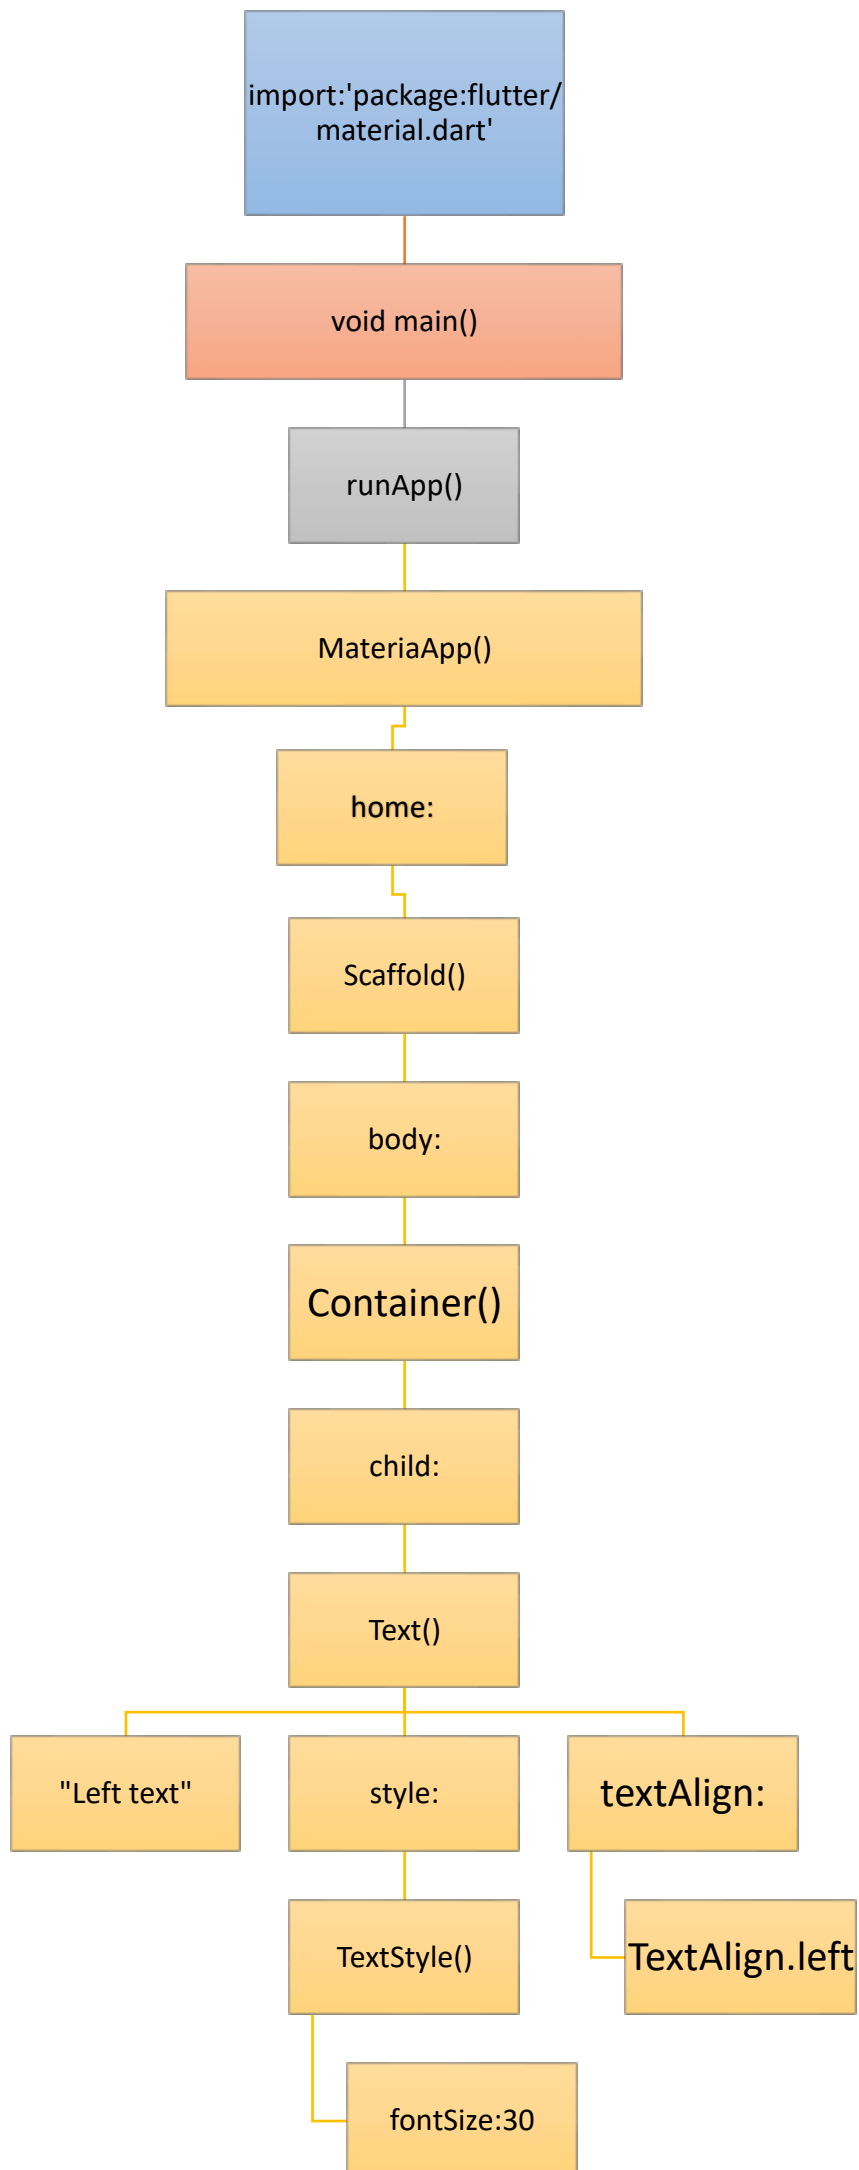 import:'package:flutter/
material.dart'
void main()
runApp()
MateriaApp()
home:
Scaffold()
body:
Container()
child:
Text()
"Left text"
style:
textAlign:
TextStyle()
TextAlign.left
fontSize:30